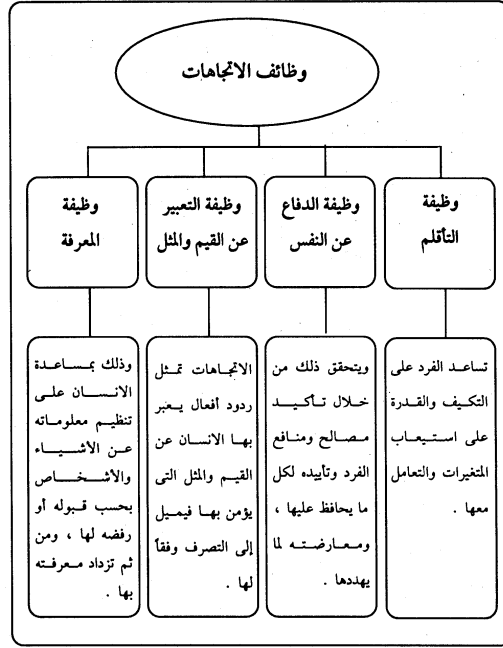 وظائف الاتجاهات
وظيفة
التأقلم
وظيفة الدفاع
عن النفس
وظيفة التعبير
عن القيم والمثل
وظيفة
المعرفة
تساعد الفرد على
التكيف والقدرة
على استيعاب
المتغيرات والتعامل
معها .
ويتحقق ذلك من
خلال تأكيد
مصالح ومنافع
الفرد وتأييده لكل
ما يحافظ عليها ،
ومعارضته لما
يهددها .
الاتجاهات تمثل
ردود أفعال يعبر
بها الانسان عن
القيم والمثل التى
يؤمن بها فيميل
إلى التصرف وفقاً
لها .
وذلك بمساعدة
الانسان على
تنظيم معلوماته
عن الأشياء
والأشخاص
بحسب قبوله أو
رفضه لها ، ومن
ثم تزداد معرفته
بها .